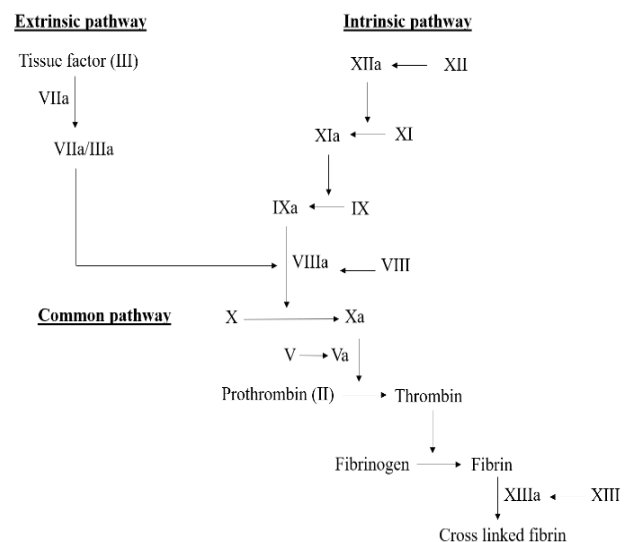 Extrinsic pathway
Intrinsic pathway
Tissue factor (III)
XIIa
XII
VIIa
XIa
XI
VIIa/IIIa
IXa
IX
VIIIa
VIII
Common pathway
X
Xa
V
Va
Prothrombin (II)
Thrombin
Fibrinogen
Fibrin
XIIIa
XIII
Cross linked fibrin